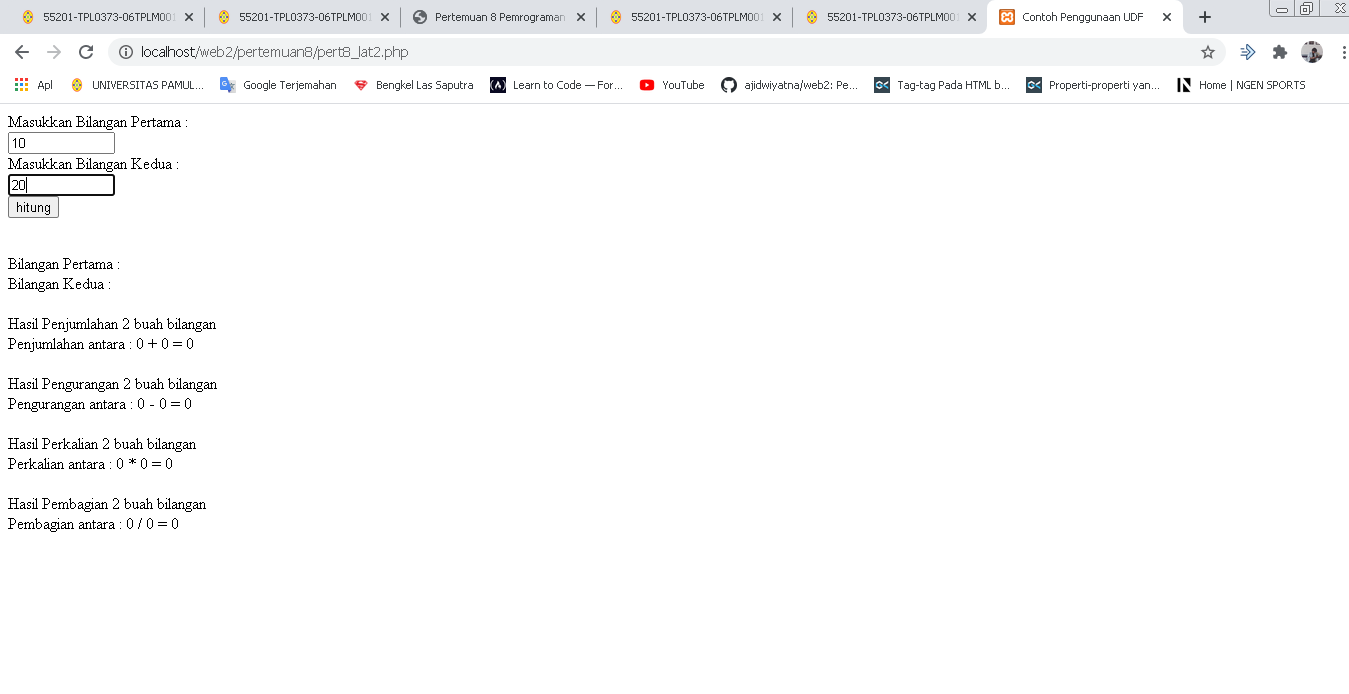 55201-TPL0373-06TPLM001
55201-TPL0373-06TPLM001
Pertemuan 8 Pemrograman
55201-TPL0373-06TPLM001
55201-TPL0373-06TPLM001
Contoh Penggunaan UDF
localhost/web2/pertemuan8/pert8_lat2.php
Apl
UNIVERSITAS PAMUL...
Google Terjemahan
Bengkel Las Saputra
Learn to Code — For...
YouTube
ajidwiyatna/web2: Pe...
Tag-tag Pada HTML b...
Properti-properti yan...
Home | NGEN SPORTS
Masukkan Bilangan Pertama :
10
Masukkan Bilangan Kedua :
20
hitung
Bilangan Pertama :
Bilangan Kedua :
Hasil Penjumlahan 2 buah bilangan
Penjumlahan antara : 0 + 0 = 0
Hasil Pengurangan 2 buah bilangan
Pengurangan antara : 0 - 0 = 0
Hasil Perkalian 2 buah bilangan
Perkalian antara : 0 * 0 = 0
Hasil Pembagian 2 buah bilangan
Pembagian antara : 0 / 0 = 0